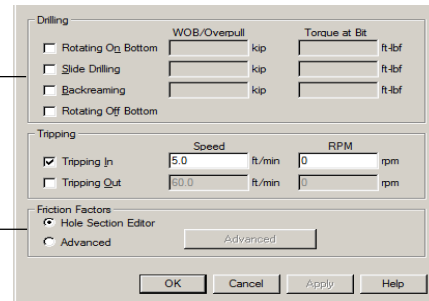 Drilling
WOB/Overpull Torque at Bit
Rotating On Bottom kip ft-lbf
Slide Drilling kip ft-lbf
Backreaming kip ft-lbf
Rotating Off Bottom
Tripping
Speed RPM
Tripping In 5.0 ft/min 0 rpm
Tripping Out 60.0 ft/min 0 rpm
Friction Factors
Hole Section Editor
Advanced Advanced
OK Cancel Apply Help